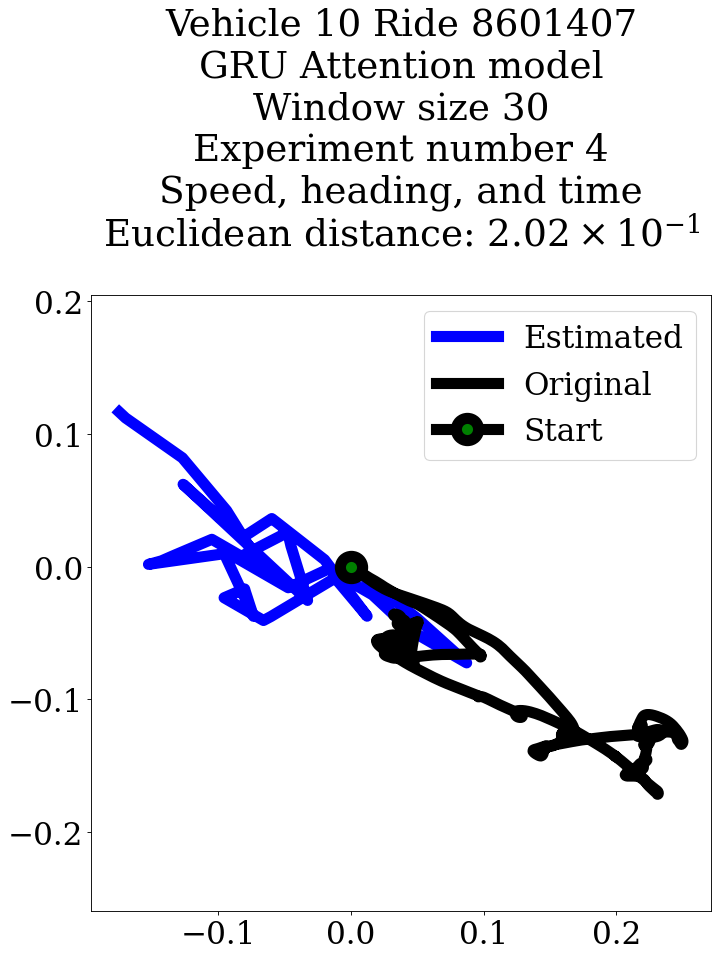 Vehicle 10 Ride 8601407
GRU Attention model
Window size 30
Experiment number 4
Speed, heading, and time
Euclidean distance: 2.02 × 10⁻¹
Estimated
Original
Start
0.2
0.1
0.0
−0.1
−0.2
−0.1 0.0 0.1 0.2